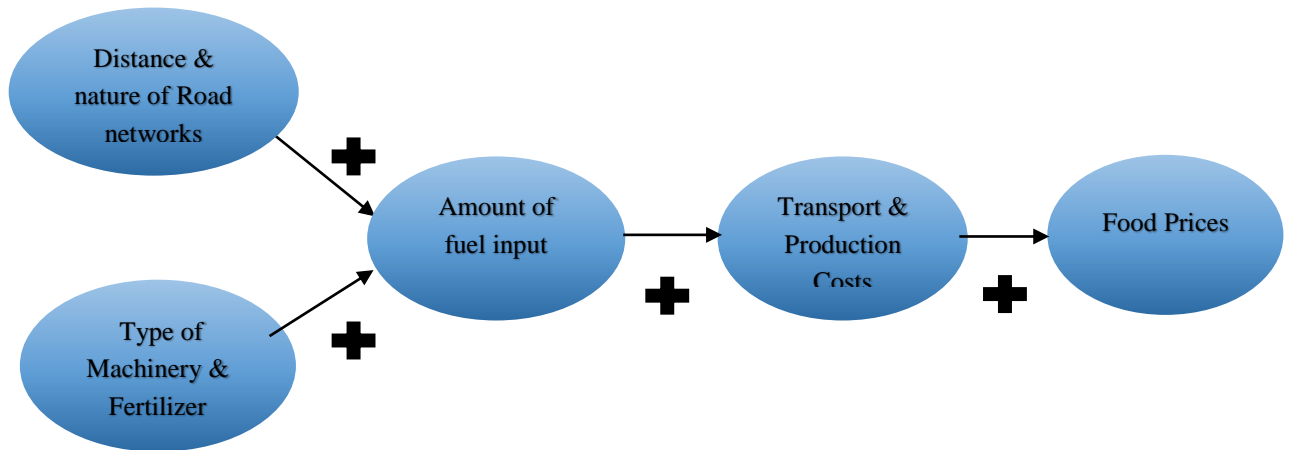 Distance &
nature of Road
networks
Amount of
fuel input
Transport &
Production
Costs
Food Prices
Type of
Machinery &
Fertilizer